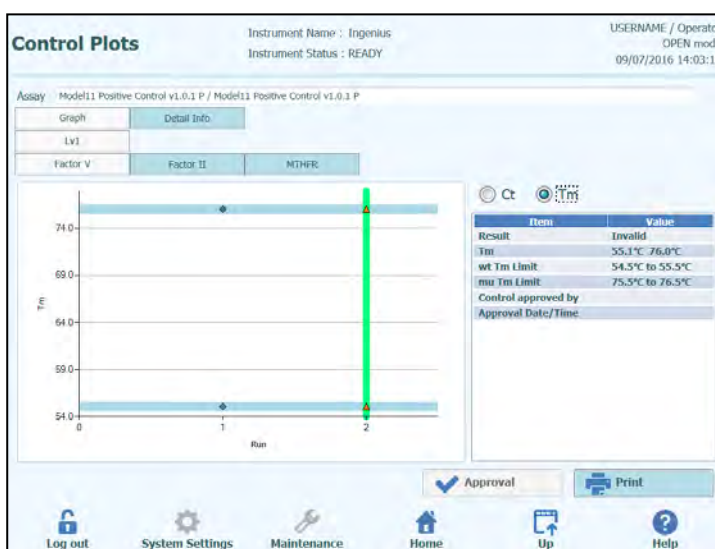 Control Plots
Instrument Name : Ingenius
Instrument Status : READY
USERNAME / Operato
OPEN mod
09/07/2016 14:03:1
Assay Model11 Positive Control v1.0.1 P / Model11 Positive Control v1.0.1 P
Graph Detail Info
Lv1
Factor V Factor II MTHFR
Ct Tm
Item Value
Result Invalid
Tm 55.1°C 76.0°C
wt Tm Limit 54.5°C to 55.5°C
mu Tm Limit 75.5°C to 76.5°C
Control approved by
Approval Date/Time
Tm
74.0
69.0
64.0
59.0
54.0
0 1 2
Run
Approval Print
Log out System Settings Maintenance Home Up Help